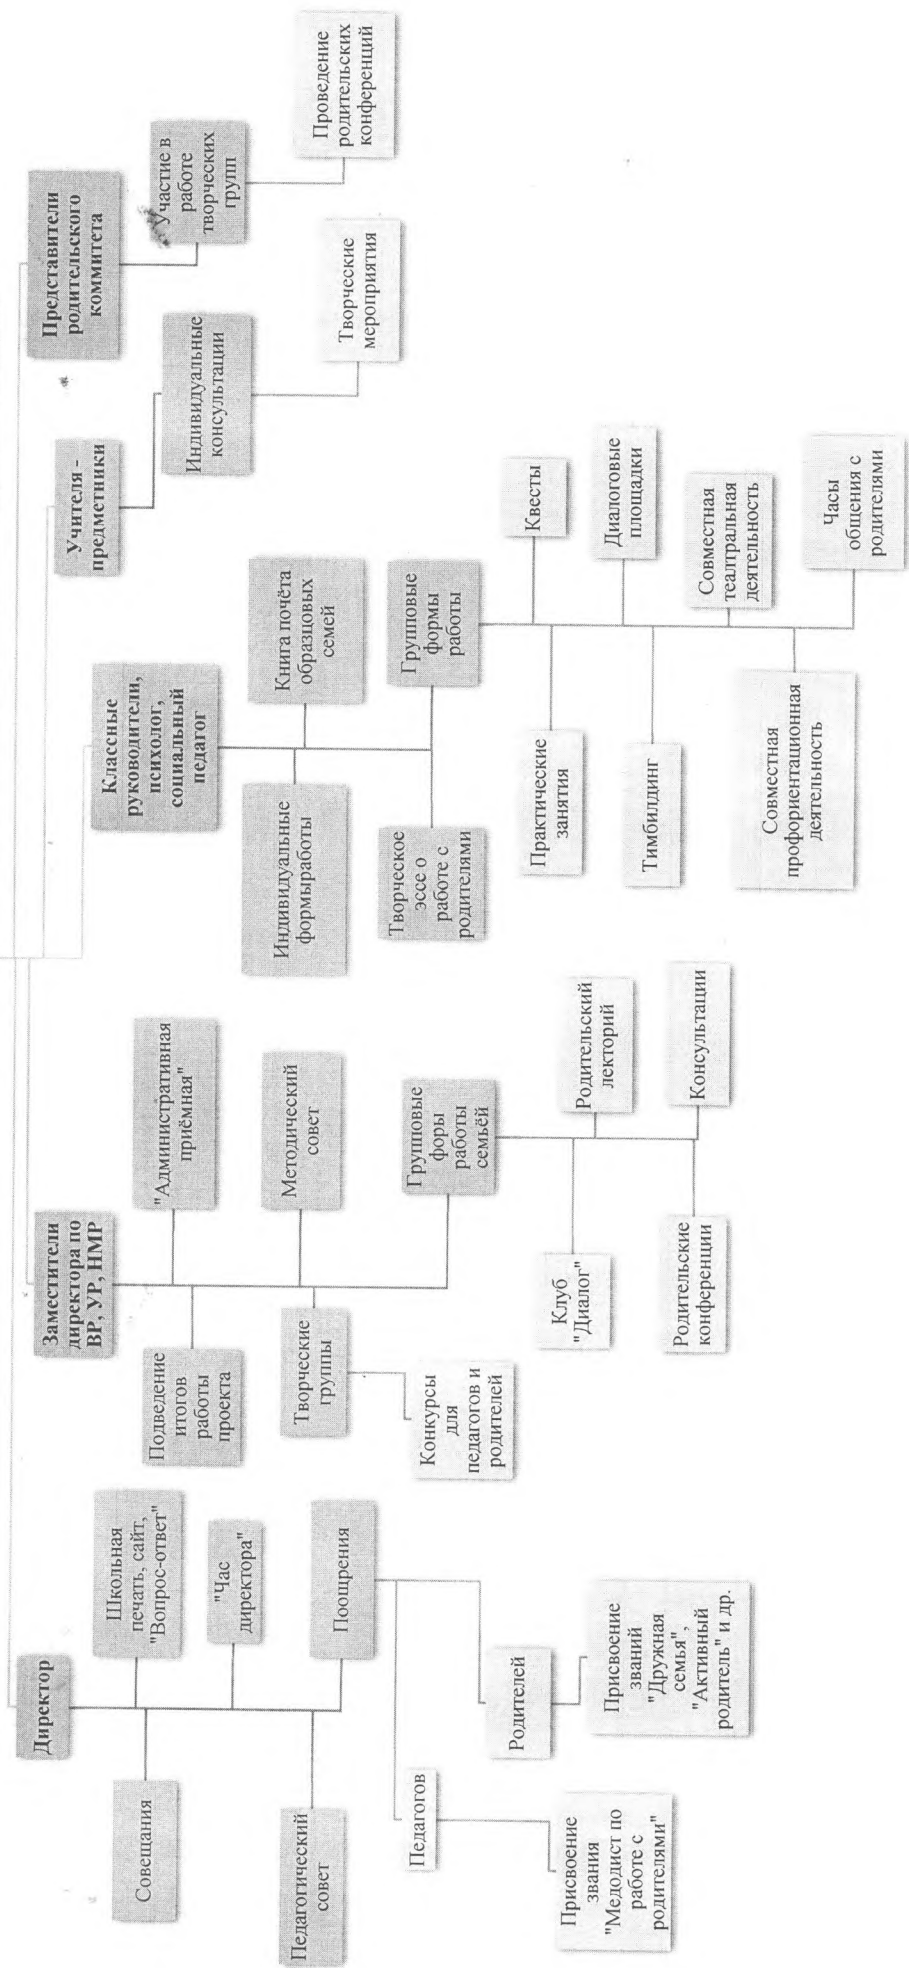 Директор
Совещания
Школьная
печать, сайт,
"Вопрос-ответ"
Педагогический
совет
"Час
директора"
Поощрения
Педагогов
Присвоение
звания
"Медодист по
работе с
родителями"
Родителей
Присвоение
званий
"Дружная
семья",
"Активный
родитель" и др.
Заместители
директора по
ВР, УР, НМР
Подведение
итогов
работы
проекта
"Административная
приёмная"
Творческие
группы
Конкурсы
для
педагогов и
родителей
Методический
совет
Групповые
форы
работы
семьёй
Клуб
"Диалог"
Родительский
лекторий
Родительские
конференции
Консультации
Классные
руководители,
психолог,
социальный
педагог
Индивидуальные
формыработы
Книга почёта
образцовых
семей
Творческое
эссе о
работе с
родителями
Групповые
формы
работы
Практические
занятия
Квесты
Тимбилдинг
Диалоговые
площадки
Совместная
профориентационная
деятельность
Совместная
теалтральная
деятельность
Часы
общения с
родителями
Учителя -
предметники
Индивидуальные
консультации
Творческие
мероприятия
Представители
родительского
коммитета
Участие в
работе
творческих
групп
Проведение
родительских
конференций